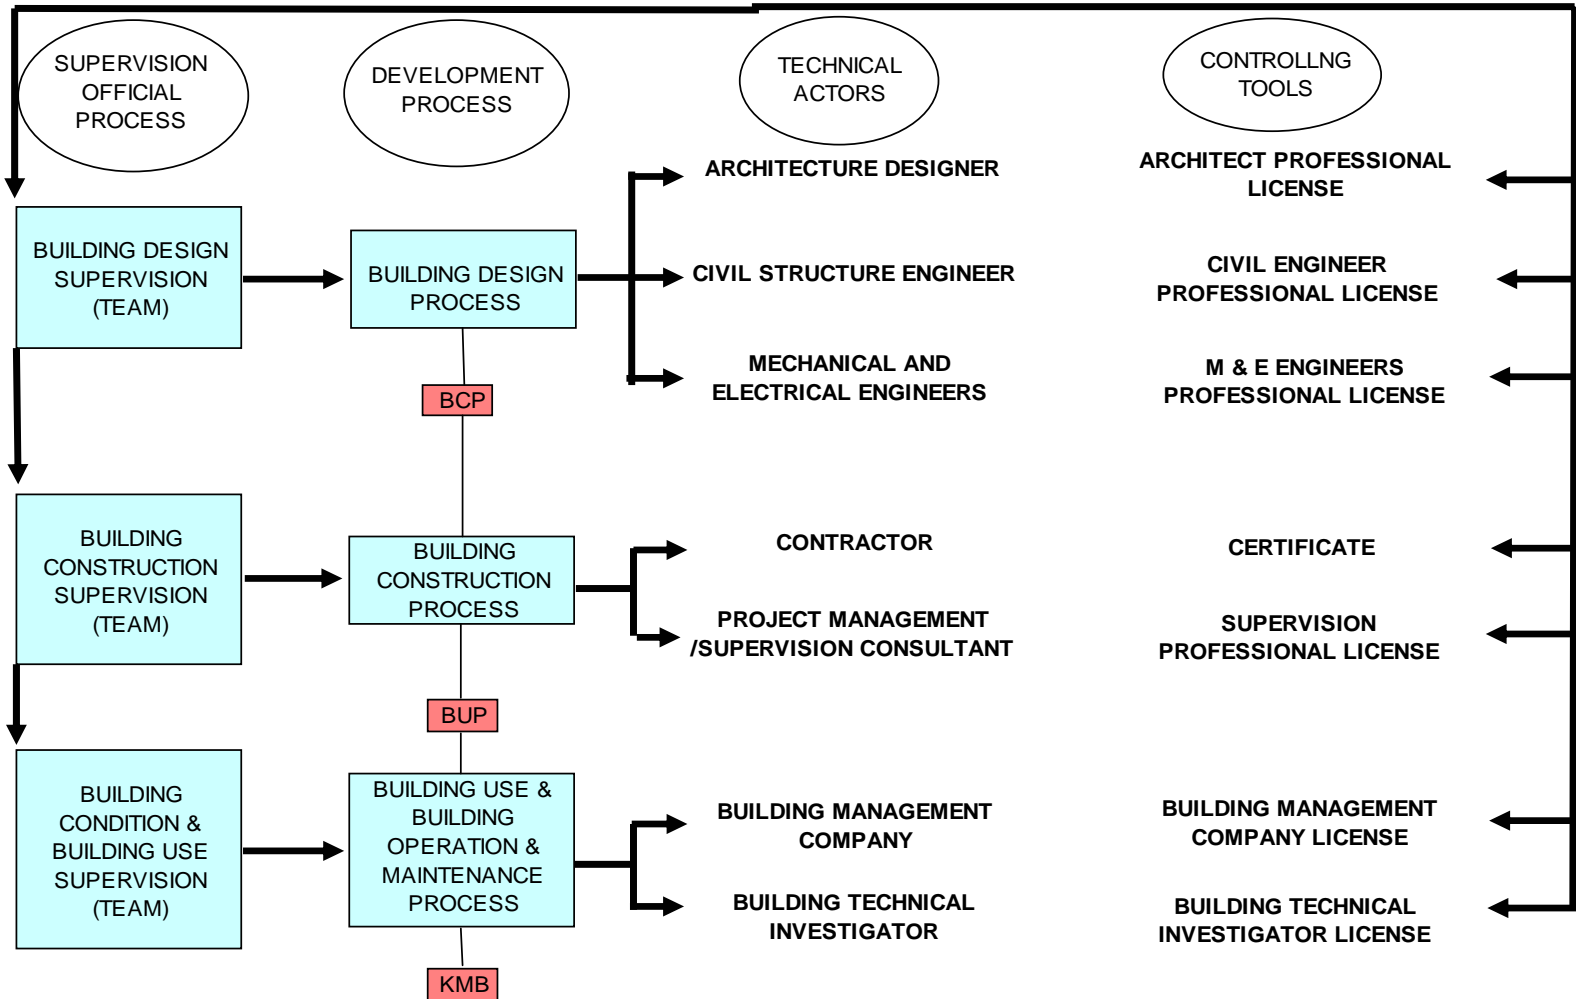 SUPERVISION
OFFICIAL
PROCESS
DEVELOPMENT
PROCESS
TECHNICAL
ACTORS
CONTROLLNG
TOOLS
BUILDING DESIGN
SUPERVISION
(TEAM)
BUILDING DESIGN
PROCESS
ARCHITECTURE DESIGNER
ARCHITECT PROFESSIONAL
LICENSE
CIVIL STRUCTURE ENGINEER
CIVIL ENGINEER
PROFESSIONAL LICENSE
MECHANICAL AND
ELECTRICAL ENGINEERS
M & E ENGINEERS
PROFESSIONAL LICENSE
BCP
BUILDING
CONSTRUCTION
SUPERVISION
(TEAM)
BUILDING
CONSTRUCTION
PROCESS
CONTRACTOR
CERTIFICATE
PROJECT MANAGEMENT
/SUPERVISION CONSULTANT
SUPERVISION
PROFESSIONAL LICENSE
BUP
BUILDING
CONDITION &
BUILDING USE
SUPERVISION
(TEAM)
BUILDING USE &
BUILDING
OPERATION &
MAINTENANCE
PROCESS
BUILDING MANAGEMENT
COMPANY
BUILDING MANAGEMENT
COMPANY LICENSE
BUILDING TECHNICAL
INVESTIGATOR
BUILDING TECHNICAL
INVESTIGATOR LICENSE
KMB